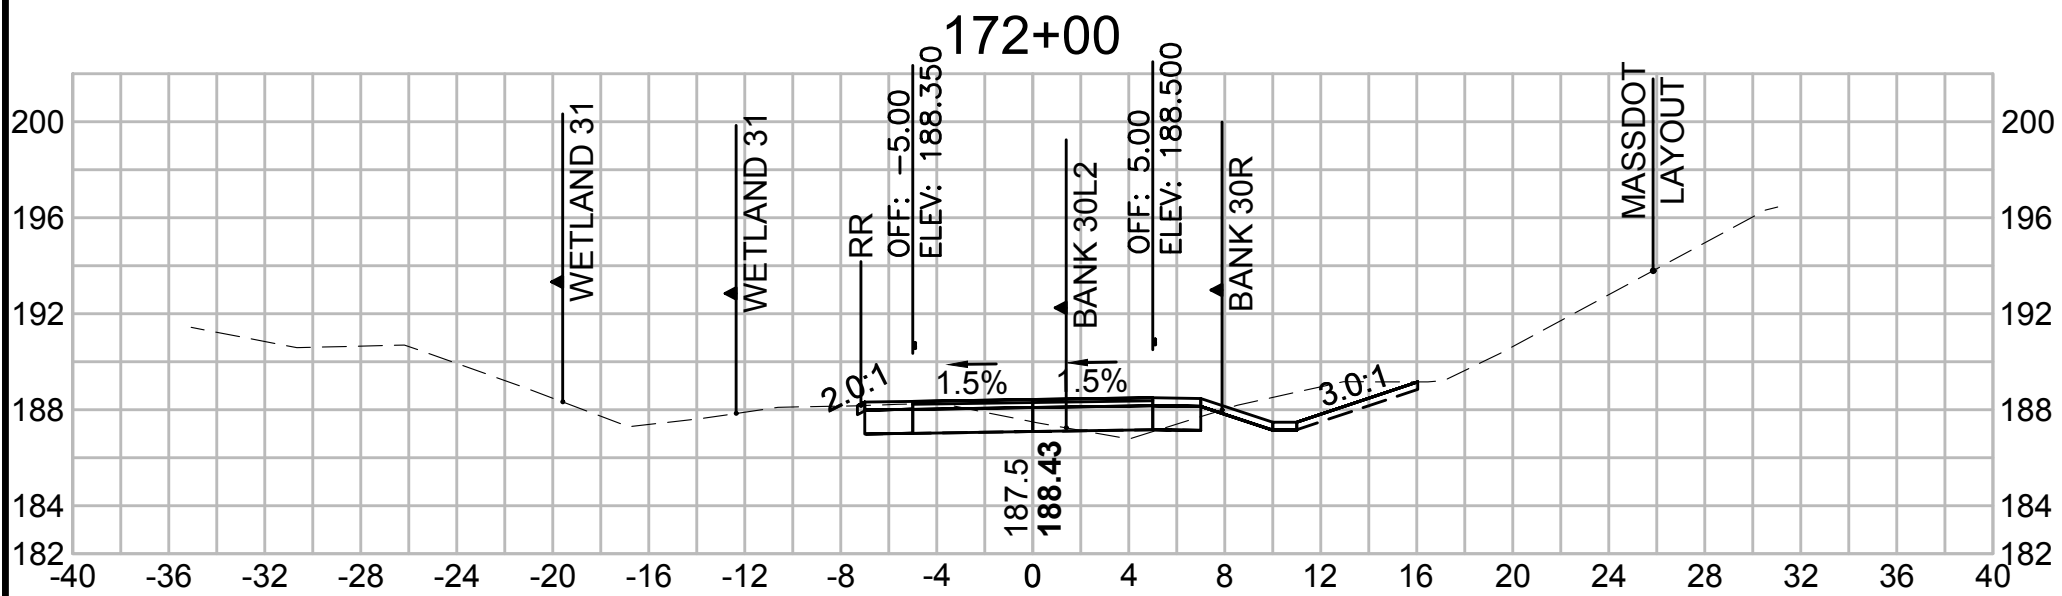 172+00
200
196
192
188
184
182
WETLAND 31
WETLAND 31
RR
OFF: -5.00
ELEV: 188.350
BANK 30L2
OFF: 5.00
ELEV: 188.500
BANK 30R
MASSDOT
LAYOUT
2.0:1
1.5%
1.5%
3.0:1
187.5
188.43
200
196
192
188
184
182
-40 -36 -32 -28 -24 -20 -16 -12 -8 -4 0 4 8 12 16 20 24 28 32 36 40